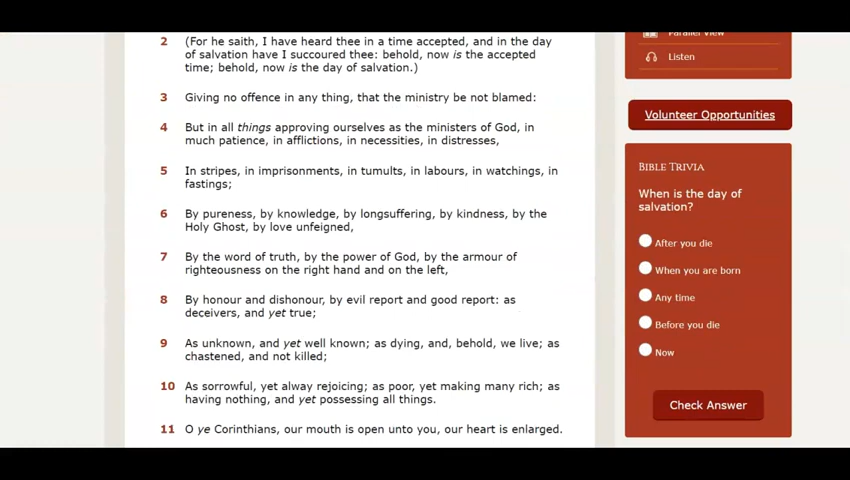 2 (For he saith, I have heard thee in a time accepted, and in the day
of salvation have I succoured thee: behold, now is the accepted
time; behold, now is the day of salvation.)
3 Giving no offence in any thing, that the ministry be not blamed:
4 But in all things approving ourselves as the ministers of God, in
much patience, in afflictions, in necessities, in distresses,
5 In stripes, in imprisonments, in tumults, in labours, in watchings, in
fastings;
6 By pureness, by knowledge, by longsuffering, by kindness, by the
Holy Ghost, by love unfeigned,
7 By the word of truth, by the power of God, by the armour of
righteousness on the right hand and on the left,
8 By honour and dishonour, by evil report and good report: as
deceivers, and yet true;
9 As unknown, and yet well known; as dying, and, behold, we live; as
chastened, and not killed;
10 As sorrowful, yet alway rejoicing; as poor, yet making many rich; as
having nothing, and yet possessing all things.
11 O ye Corinthians, our mouth is open unto you, our heart is enlarged.
Parallel View
Listen
Volunteer Opportunities
Bible Trivia
When is the day of
salvation?
After you die
When you are born
Any time
Before you die
Now
Check Answer